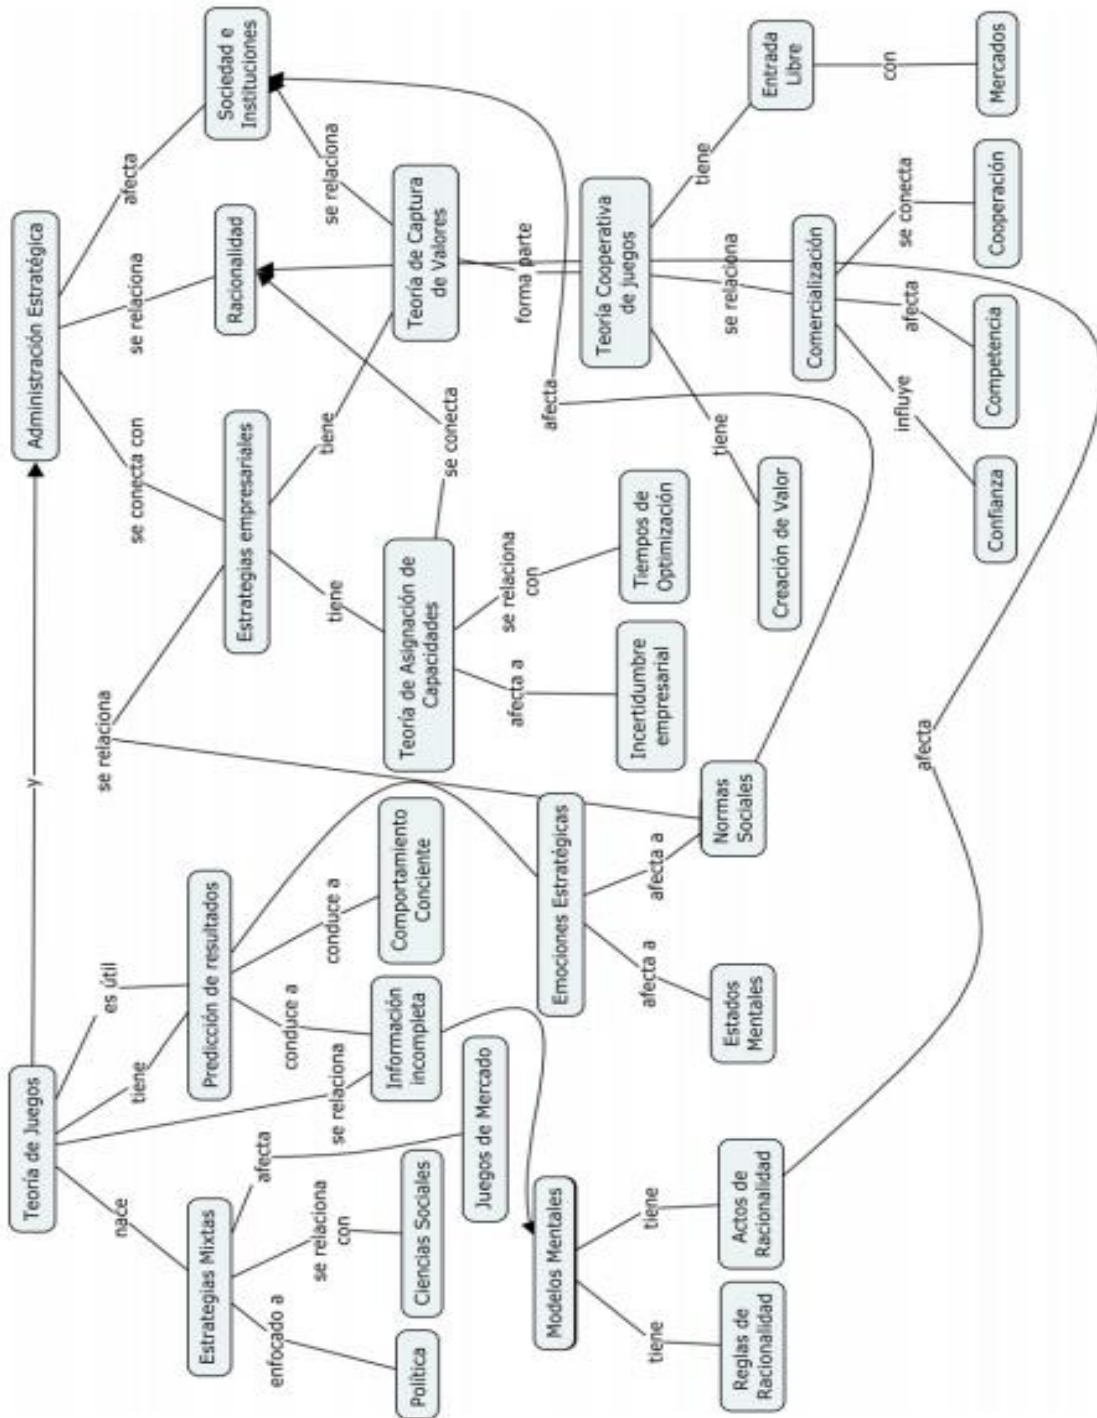 Teoría de Juegos
y
Administración Estratégica
nace
tiene
es útil
se relaciona
se conecta con
se relaciona
afecta
Estrategias Mixtas
Predicción de resultados
Estrategias empresariales
Racionalidad
Sociedad e
Instituciones
se relaciona
enfocado a
se relaciona
con
afecta
conduce a
conduce a
tiene
tiene
se relaciona
Política
Ciencias Sociales
Juegos de Mercado
Información
incompleta
Comportamiento
Conciente
Teoría de Asignación de
Capacidades
se conecta
Teoría de Captura
de Valores
afecta a
se relaciona
con
afecta
forma parte
Modelos Mentales
Emociones Estratégicas
Incertidumbre
empresarial
Tiempos de
Optimización
Teoría Cooperativa
de juegos
tiene
tiene
afecta a
afecta a
tiene
se relaciona
tiene
Reglas de
Racionalidad
Actos de
Racionalidad
Estados
Mentales
Normas
Sociales
Creación de Valor
Comercialización
Entrada
Libre
afecta
influye
afecta
se conecta
con
Confianza
Competencia
Cooperación
Mercados